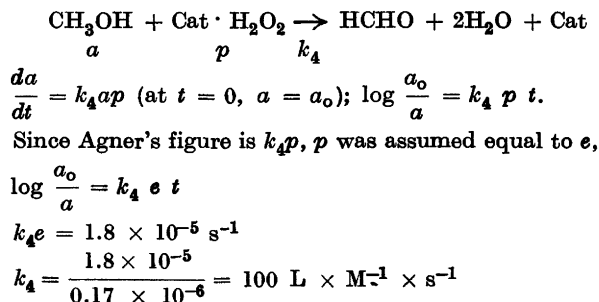 CH₃OH + Cat · H₂O₂ ⟶ HCHO + 2H₂O + Cat
a p k₄
da/dt = k₄ap (at t = 0, a = a₀); log a₀/a = k₄ p t.
Since Agner's figure is k₄p, p was assumed equal to e,
log a₀/a = k₄ e t
k₄e = 1.8 × 10⁻⁵ s⁻¹
k₄ = 1.8 × 10⁻⁵ / 0.17 × 10⁻⁶ = 100 L × M⁻¹ × s⁻¹